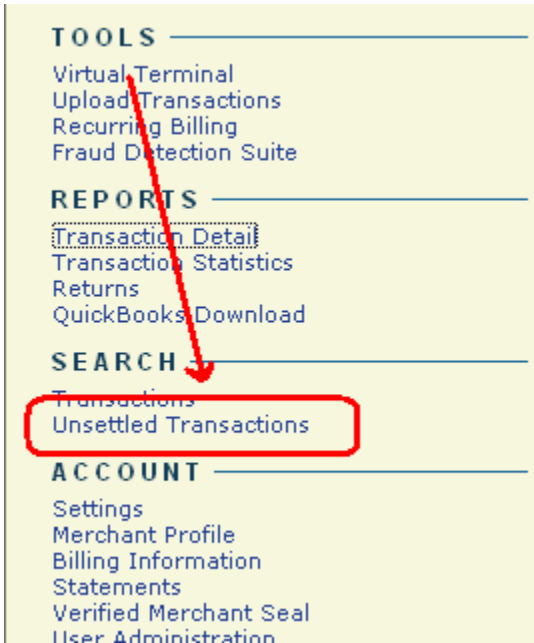 TOOLS
Virtual Terminal
Upload Transactions
Recurring Billing
Fraud Detection Suite
REPORTS
Transaction Detail
Transaction Statistics
Returns
QuickBooks Download
SEARCH
Transactions
Unsettled Transactions
ACCOUNT
Settings
Merchant Profile
Billing Information
Statements
Verified Merchant Seal
User Administration